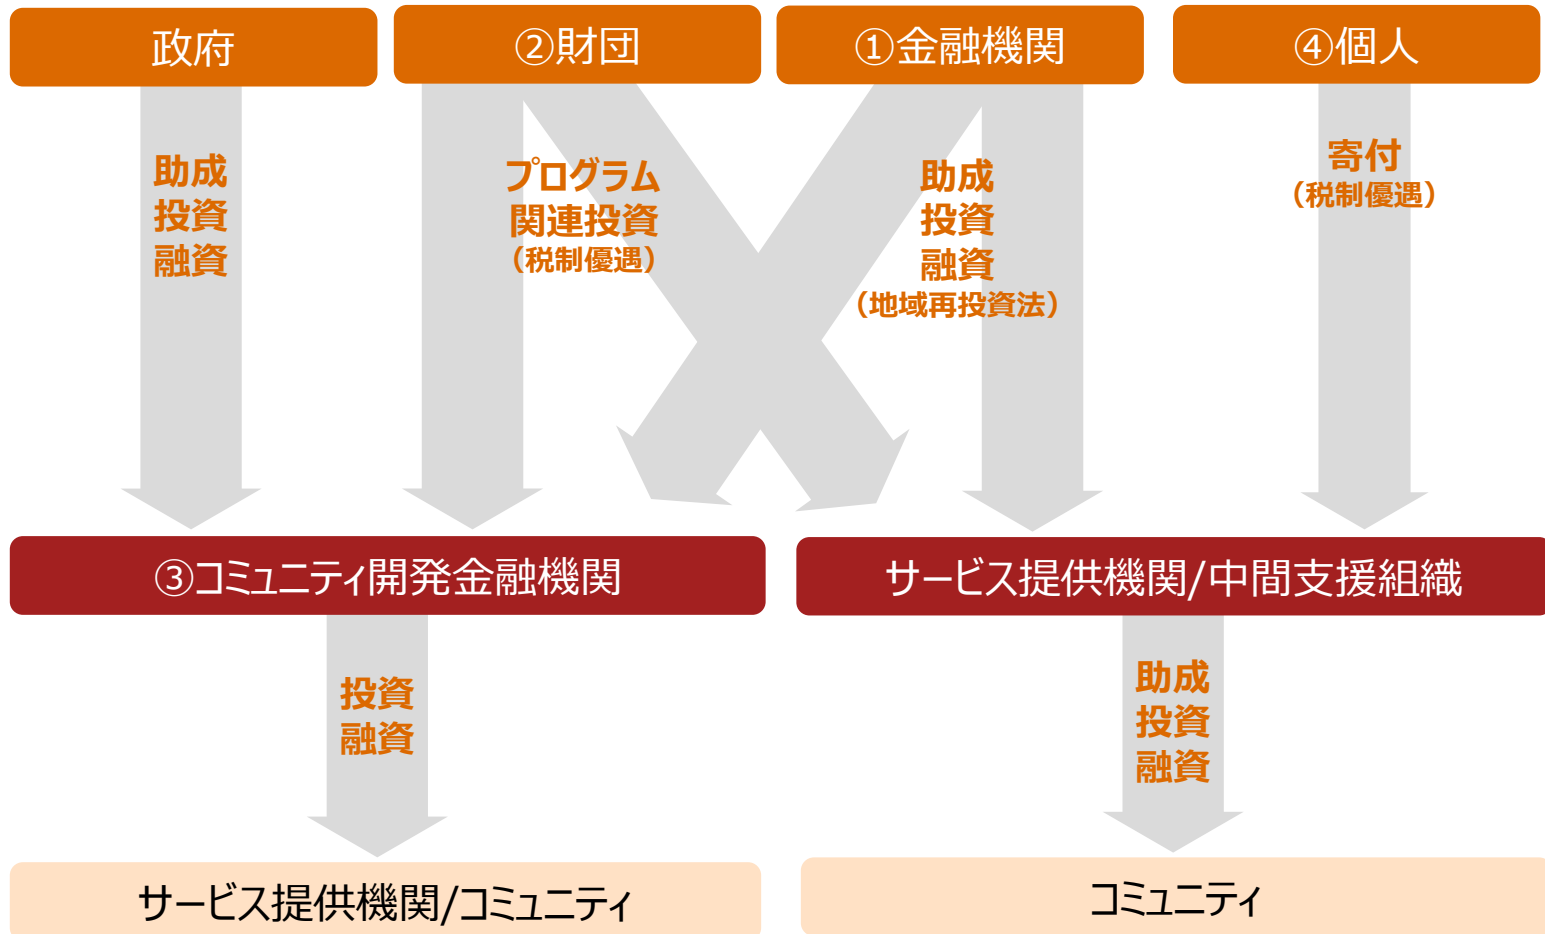 政府
②財団
①金融機関
④個人
助成
投資
融資
プログラム
関連投資
（税制優遇）
助成
投資
融資
（地域再投資法）
寄付
（税制優遇）
③コミュニティ開発金融機関
サービス提供機関/中間支援組織
投資
融資
助成
投資
融資
サービス提供機関/コミュニティ
コミュニティ